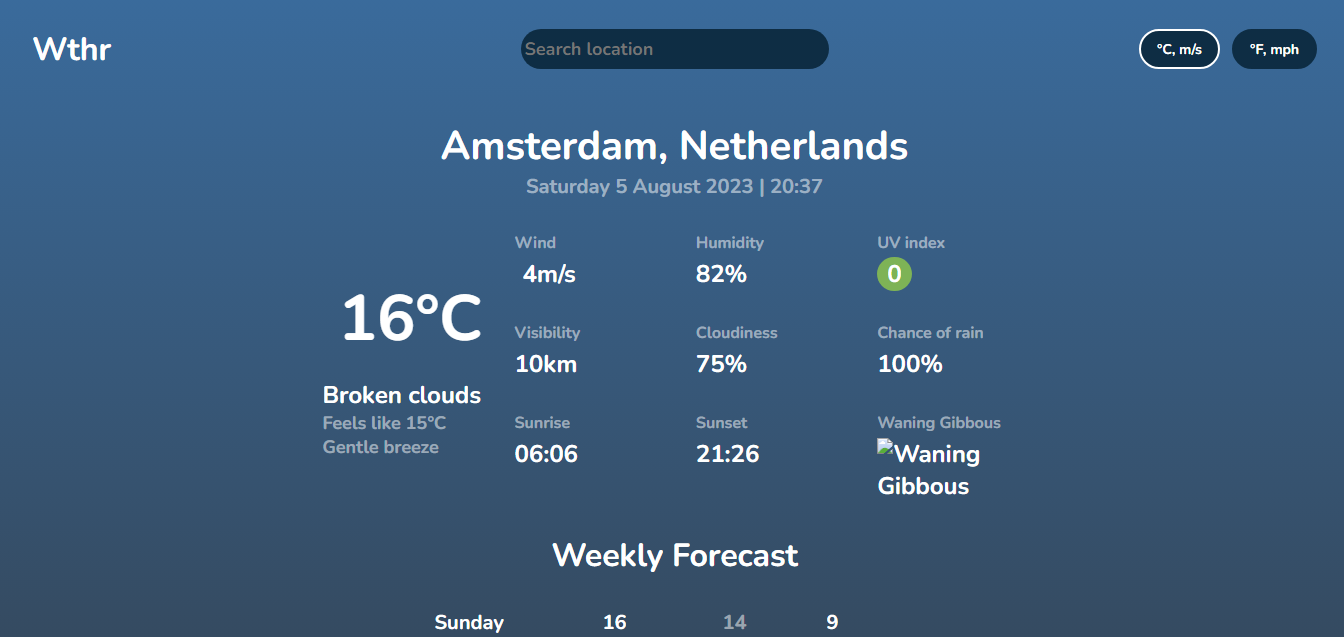 Wthr
Search location
°C, m/s
°F, mph
Amsterdam, Netherlands
Saturday 5 August 2023 | 20:37
16°C
Broken clouds
Feels like 15°C
Gentle breeze
Wind
4m/s
Humidity
82%
UV index
0
Visibility
10km
Cloudiness
75%
Chance of rain
100%
Sunrise
06:06
Sunset
21:26
Waning Gibbous
Waning
Gibbous
Weekly Forecast
Sunday 16 14 9